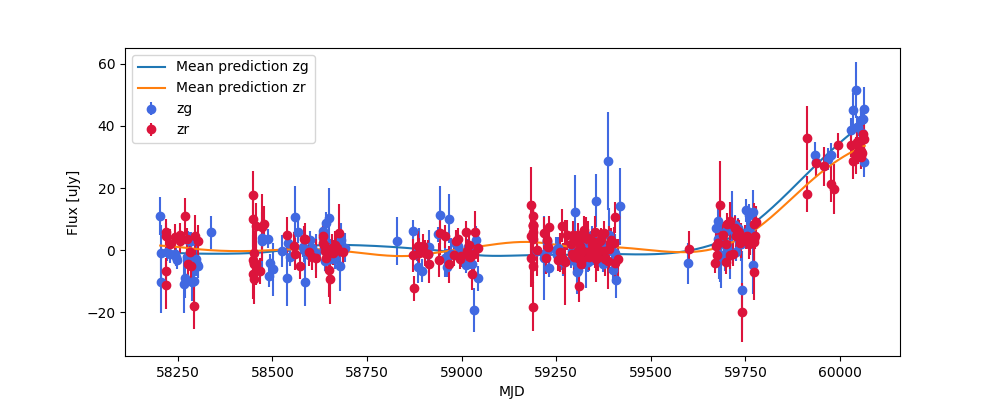 Mean prediction zg
Mean prediction zr
zg
zr
Flux [uJy]
60
40
20
0
−20
58250 58500 58750 59000 59250 59500 59750 60000
MJD